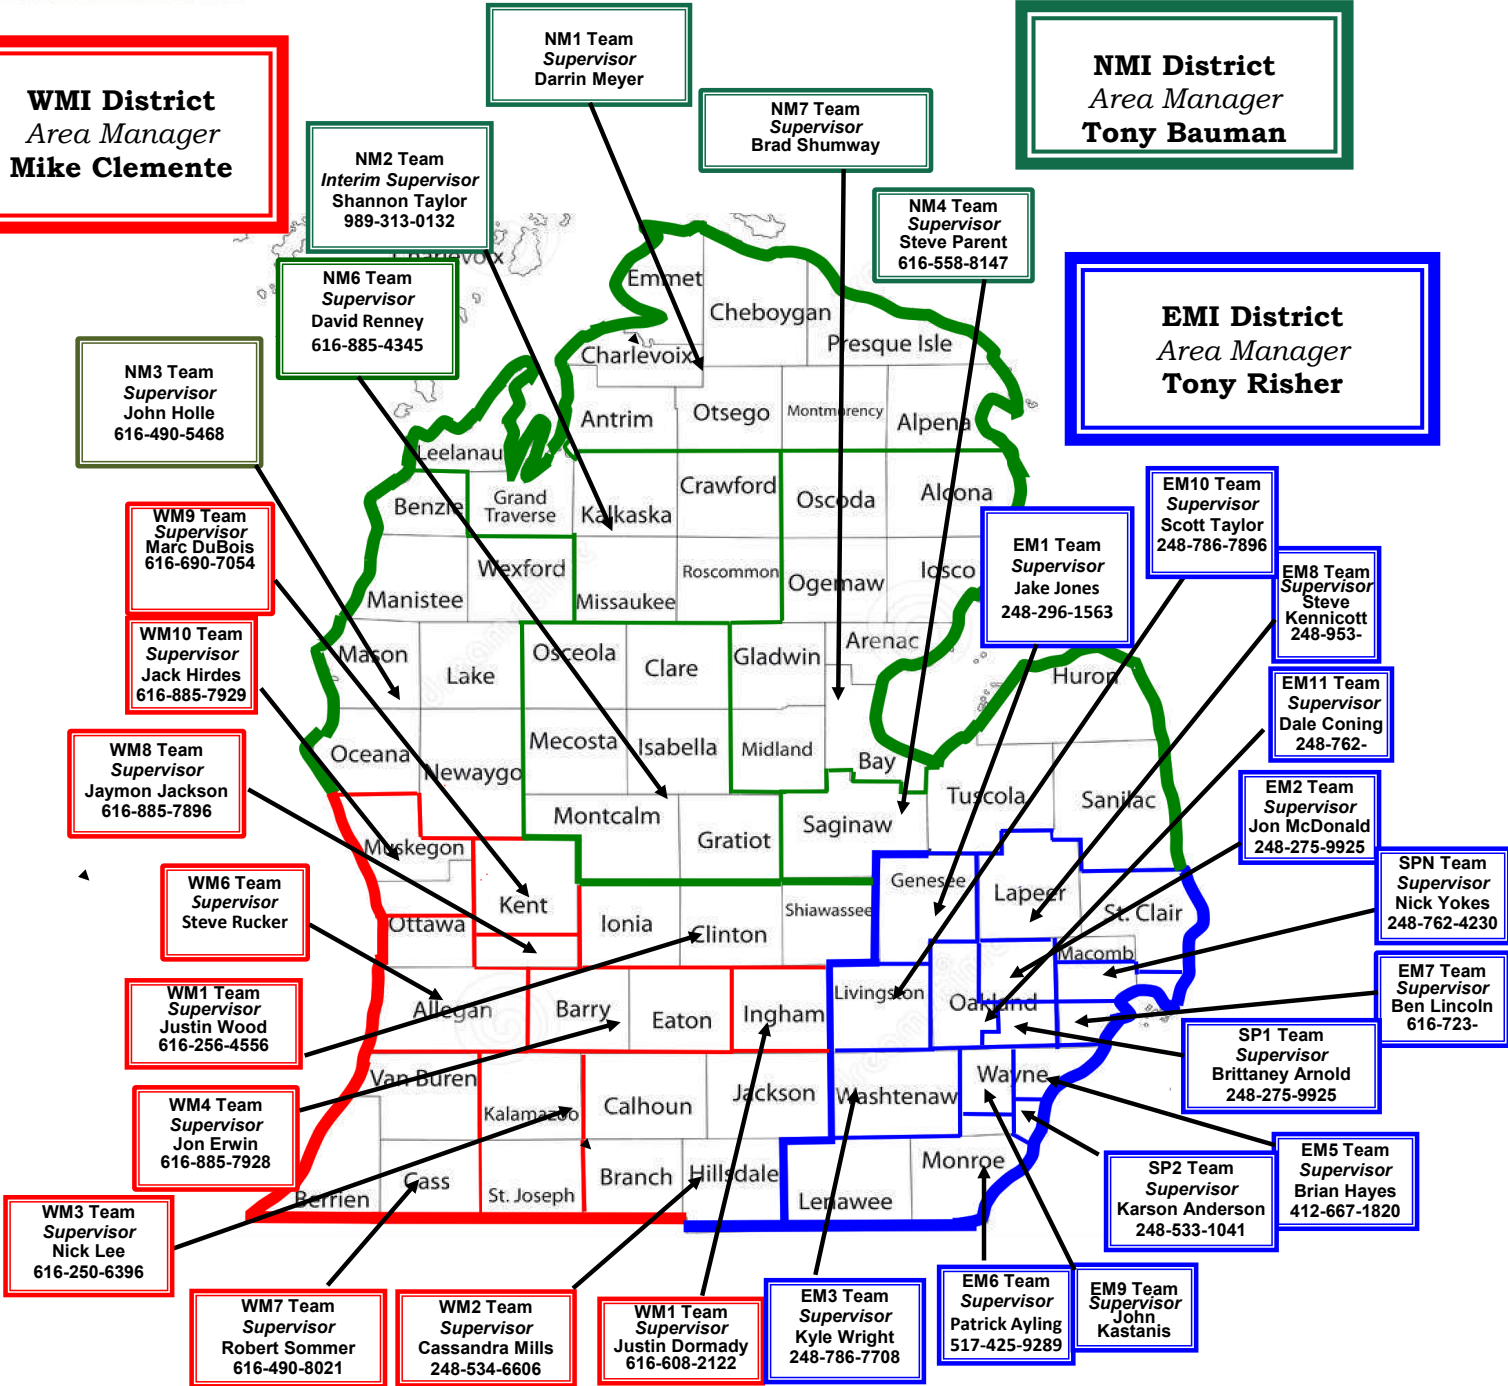 WMI District
Area Manager
Mike Clemente
NM1 Team
Supervisor
Darrin Meyer
NMI District
Area Manager
Tony Bauman
NM7 Team
Supervisor
Brad Shumway
NM2 Team
Interim Supervisor
Shannon Taylor
989-313-0132
NM4 Team
Supervisor
Steve Parent
616-558-8147
NM6 Team
Supervisor
David Renney
616-885-4345
EMI District
Area Manager
Tony Risher
NM3 Team
Supervisor
John Holle
616-490-5468
WM9 Team
Supervisor
Marc DuBois
616-690-7054
WM10 Team
Supervisor
Jack Hirdes
616-885-7929
WM8 Team
Supervisor
Jaymon Jackson
616-885-7896
WM6 Team
Supervisor
Steve Rucker
WM1 Team
Supervisor
Justin Wood
616-256-4556
WM4 Team
Supervisor
Jon Erwin
616-885-7928
WM3 Team
Supervisor
Nick Lee
616-250-6396
WM7 Team
Supervisor
Robert Sommer
616-490-8021
WM2 Team
Supervisor
Cassandra Mills
248-534-6606
WM1 Team
Supervisor
Justin Dormady
616-608-2122
EM3 Team
Supervisor
Kyle Wright
248-786-7708
EM6 Team
Supervisor
Patrick Ayling
517-425-9289
EM9 Team
Supervisor
John
Kastanis
SP2 Team
Supervisor
Karson Anderson
248-533-1041
EM5 Team
Supervisor
Brian Hayes
412-667-1820
SP1 Team
Supervisor
Brittaney Arnold
248-275-9925
EM7 Team
Supervisor
Ben Lincoln
616-723-
SPN Team
Supervisor
Nick Yokes
248-762-4230
EM2 Team
Supervisor
Jon McDonald
248-275-9925
EM11 Team
Supervisor
Dale Coning
248-762-
EM8 Team
Supervisor
Steve
Kennicott
248-953-
EM10 Team
Supervisor
Scott Taylor
248-786-7896
EM1 Team
Supervisor
Jake Jones
248-296-1563
Charlevoix
Emmet
Cheboygan
Presque Isle
Charlevoix
Antrim
Otsego
Montmorency
Alpena
Leelanau
Benzie
Grand
Traverse
Kalkaska
Crawford
Oscoda
Alcona
Manistee
Wexford
Missaukee
Roscommon
Ogemaw
Iosco
Mason
Lake
Osceola
Clare
Gladwin
Arenac
Huron
Oceana
Newaygo
Mecosta
Isabella
Midland
Bay
Tuscola
Sanilac
Muskegon
Montcalm
Gratiot
Saginaw
Kent
Ottawa
Ionia
Clinton
Shiawassee
Genesee
Lapeer
St. Clair
Macomb
Allegan
Barry
Eaton
Ingham
Livingston
Oakland
Van Buren
Kalamazoo
Calhoun
Jackson
Washtenaw
Wayne
Berrien
Cass
St. Joseph
Branch
Hillsdale
Lenawee
Monroe